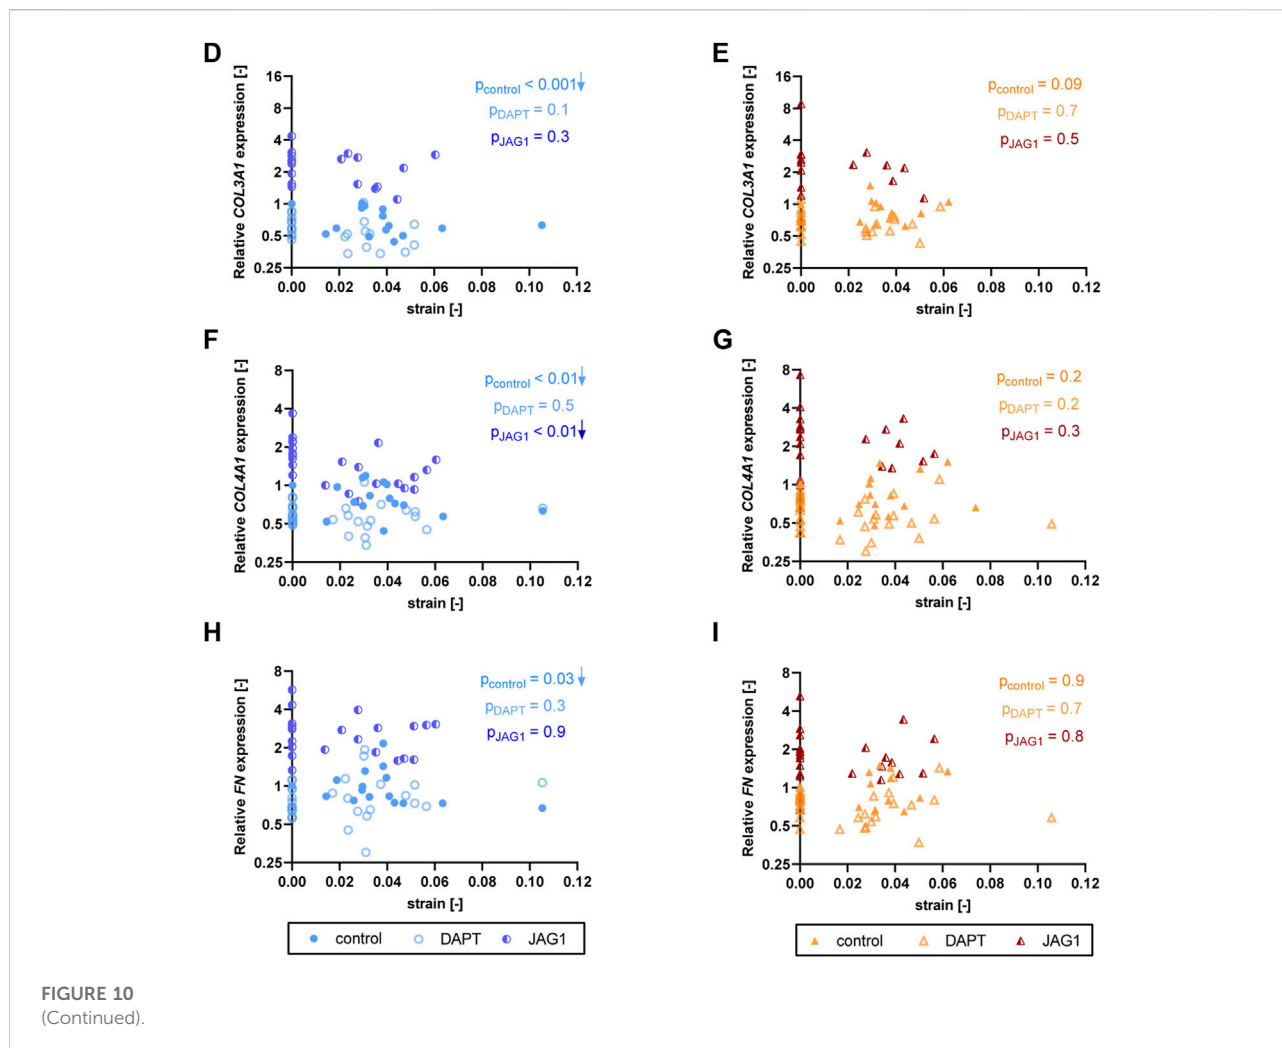 D
Relative COL3A1 expression [-]
16
8
4
2
1
0.5
0.25
0.00 0.02 0.04 0.06 0.08 0.10 0.12
strain [-]
pcontrol < 0.001↓
pDAPT = 0.1
pJAG1 = 0.3
E
Relative COL3A1 expression [-]
16
8
4
2
1
0.5
0.25
0.00 0.02 0.04 0.06 0.08 0.10 0.12
strain [-]
pcontrol = 0.09
pDAPT = 0.7
pJAG1 = 0.5
F
Relative COL4A1 expression [-]
8
4
2
1
0.5
0.25
0.00 0.02 0.04 0.06 0.08 0.10 0.12
strain [-]
pcontrol < 0.01↓
pDAPT = 0.5
pJAG1 < 0.01↓
G
Relative COL4A1 expression [-]
8
4
2
1
0.5
0.25
0.00 0.02 0.04 0.06 0.08 0.10 0.12
strain [-]
pcontrol = 0.2
pDAPT = 0.2
pJAG1 = 0.3
H
Relative FN expression [-]
8
4
2
1
0.5
0.25
0.00 0.02 0.04 0.06 0.08 0.10 0.12
strain [-]
pcontrol = 0.03↓
pDAPT = 0.3
pJAG1 = 0.9
I
Relative FN expression [-]
8
4
2
1
0.5
0.25
0.00 0.02 0.04 0.06 0.08 0.10 0.12
strain [-]
pcontrol = 0.9
pDAPT = 0.7
pJAG1 = 0.8
control DAPT JAG1
control DAPT JAG1
FIGURE 10
(Continued).